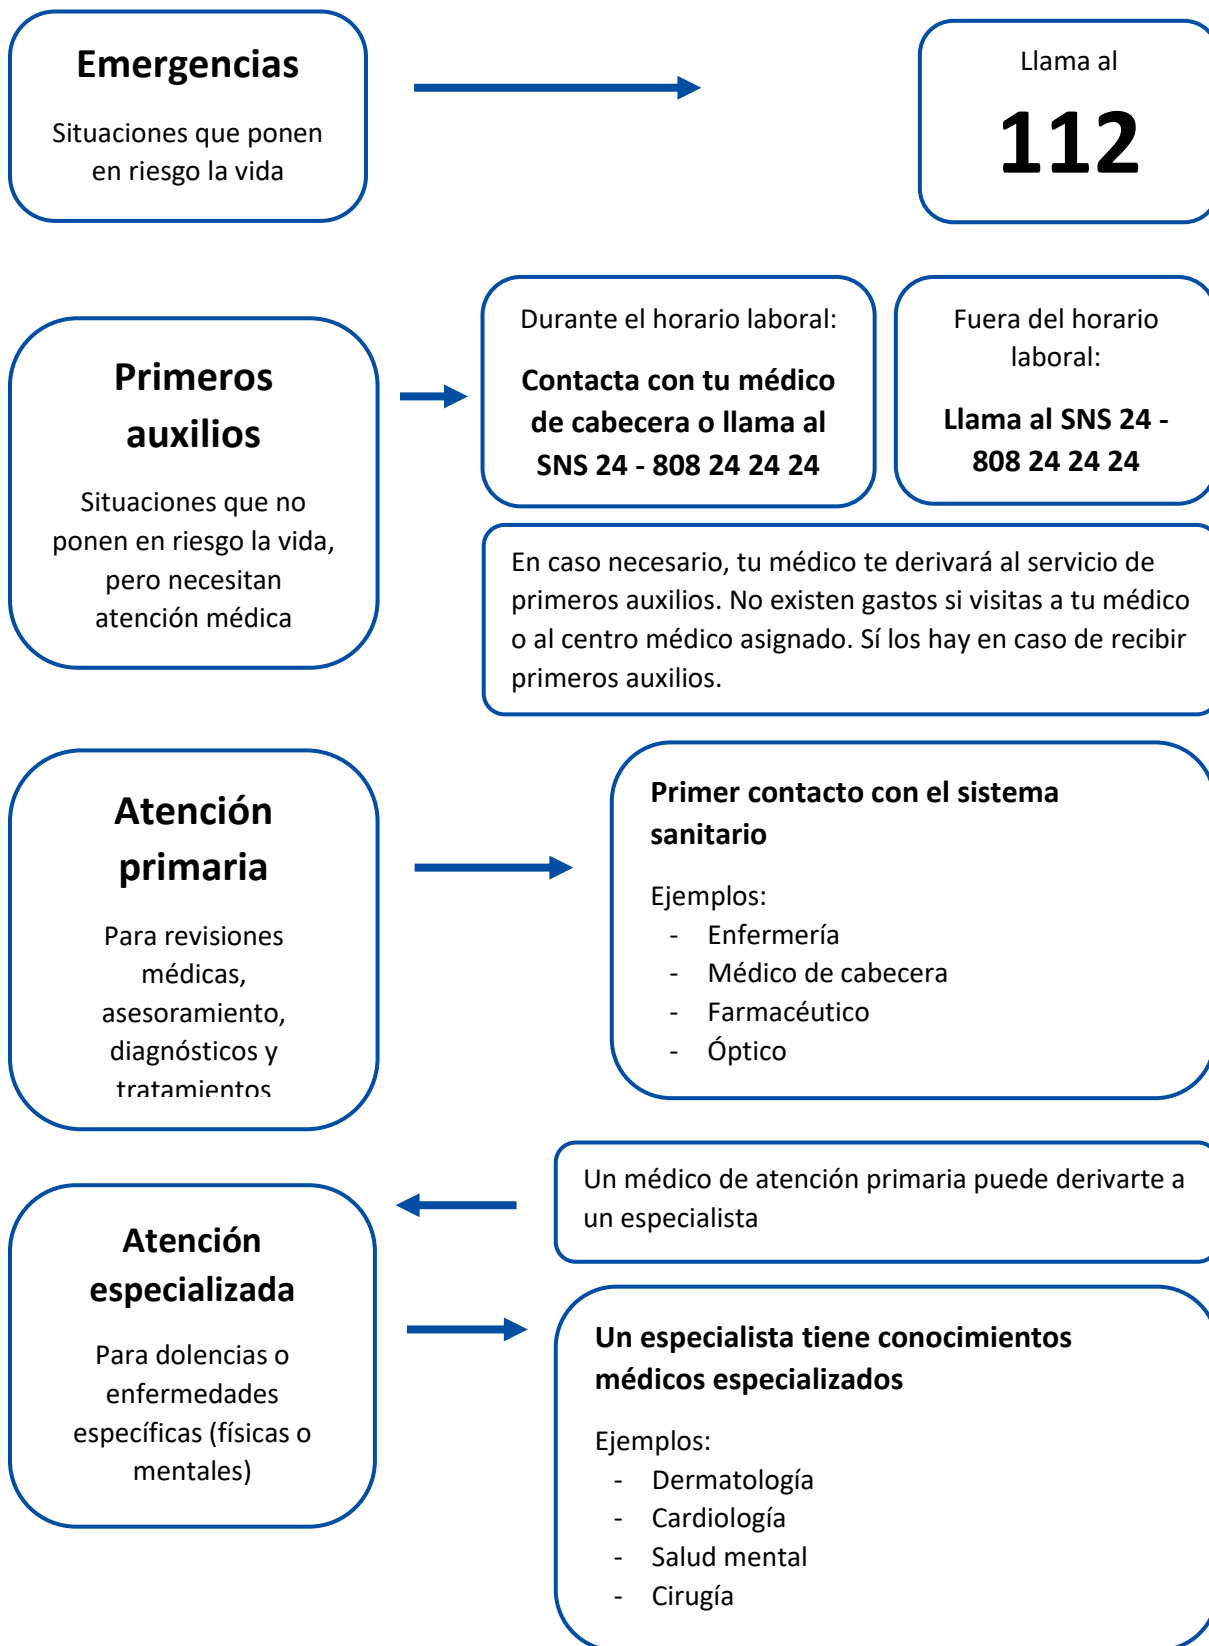 Emergencias
Situaciones que ponen
en riesgo la vida
Llama al
112
Primeros
auxilios
Situaciones que no
ponen en riesgo la vida,
pero necesitan
atención médica
Durante el horario laboral:
Contacta con tu médico
de cabecera o llama al
SNS 24 - 808 24 24 24
Fuera del horario
laboral:
Llama al SNS 24 -
808 24 24 24
En caso necesario, tu médico te derivará al servicio de
primeros auxilios. No existen gastos si visitas a tu médico
o al centro médico asignado. Sí los hay en caso de recibir
primeros auxilios.
Atención
primaria
Para revisiones
médicas,
asesoramiento,
diagnósticos y
tratamientos
Primer contacto con el sistema
sanitario
Ejemplos:
- Enfermería
- Médico de cabecera
- Farmacéutico
- Óptico
Atención
especializada
Para dolencias o
enfermedades
específicas (físicas o
mentales)
Un médico de atención primaria puede derivarte a
un especialista
Un especialista tiene conocimientos
médicos especializados
Ejemplos:
- Dermatología
- Cardiología
- Salud mental
- Cirugía